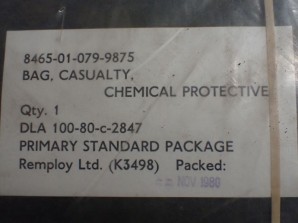 8465-01-079-9875
BAG, CASUALTY,
CHEMICAL PROTECTIVE
Qty. 1
DLA 100-80-c-2847
PRIMARY STANDARD PACKAGE
Remploy Ltd. (K3498) Packed:
NOV 1980